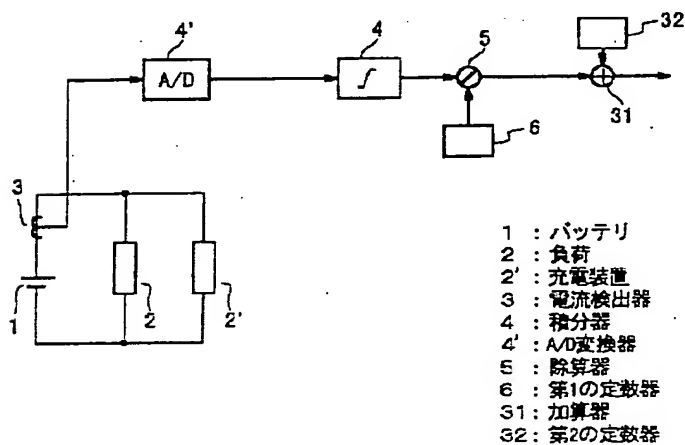 32
4'
4
5
A/D
∫
31
6
3
1
2
2'
1 : バッテリ
2 : 負荷
2' : 充電装置
3 : 電流検出器
4 : 積分器
4' : A/D変換器
5 : 除算器
6 : 第1の定数器
31 : 加算器
32 : 第2の定数器